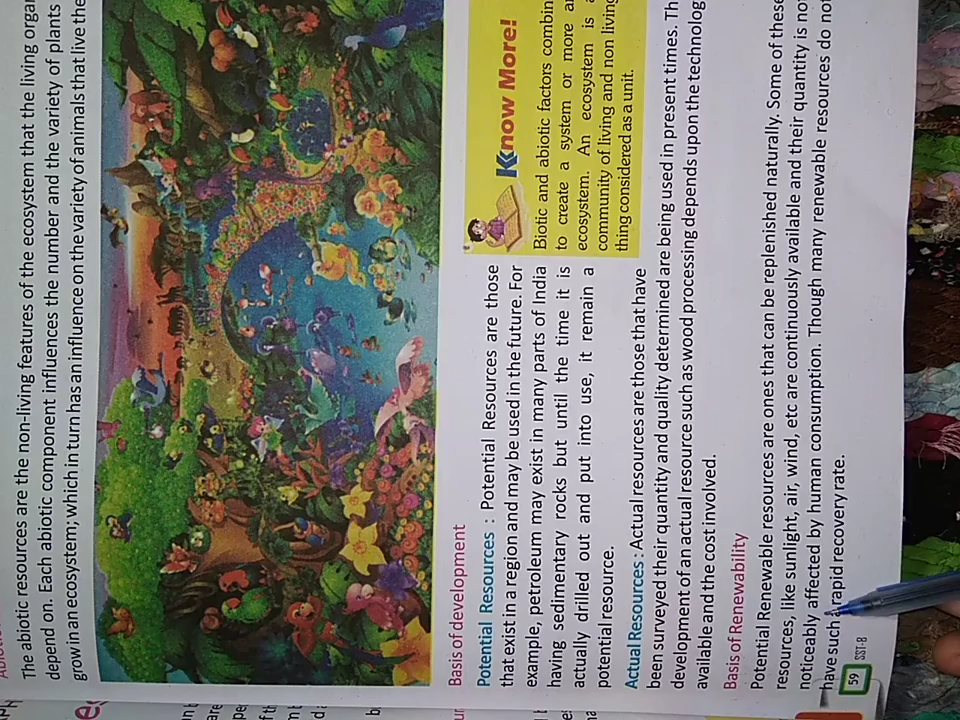 The abiotic resources are the non-living features of the ecosystem that the living organ
depend on. Each abiotic component influences the number and the variety of plants
grow in an ecosystem; which in turn has an influence on the variety of animals that live the
Basis of development
Potential Resources : Potential Resources are those
that exist in a region and may be used in the future. For
example, petroleum may exist in many parts of India
having sedimentary rocks but until the time it is
actually drilled out and put into use, it remain a
potential resource.
Know More!
Biotic and abiotic factors combin
to create a system or more
ecosystem. An ecosystem is a
community of living and non living
thing considered as a unit.
Actual Resources : Actual resources are those that have
been surveyed their quantity and quality determined are being used in present times. Th
development of an actual resource such as wood processing depends upon the technolog
available and the cost involved.
Basis of Renewability
Potential Renewable resources are ones that can be replenished naturally. Some of these
resources, like sunlight, air, wind, etc are continuously available and their quantity is not
noticeably affected by human consumption. Though many renewable resources do not
have such rapid recovery rate.
59 SST-8